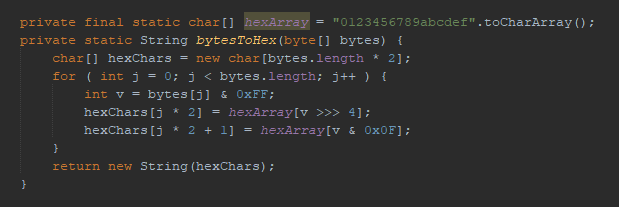 private final static char[] hexArray = "0123456789abcdef".toCharArray();
private static String bytesToHex(byte[] bytes) {
    char[] hexChars = new char[bytes.length * 2];
    for ( int j = 0; j < bytes.length; j++ ) {
        int v = bytes[j] & 0xFF;
        hexChars[j * 2] = hexArray[v >>> 4];
        hexChars[j * 2 + 1] = hexArray[v & 0x0F];
    }
    return new String(hexChars);
}